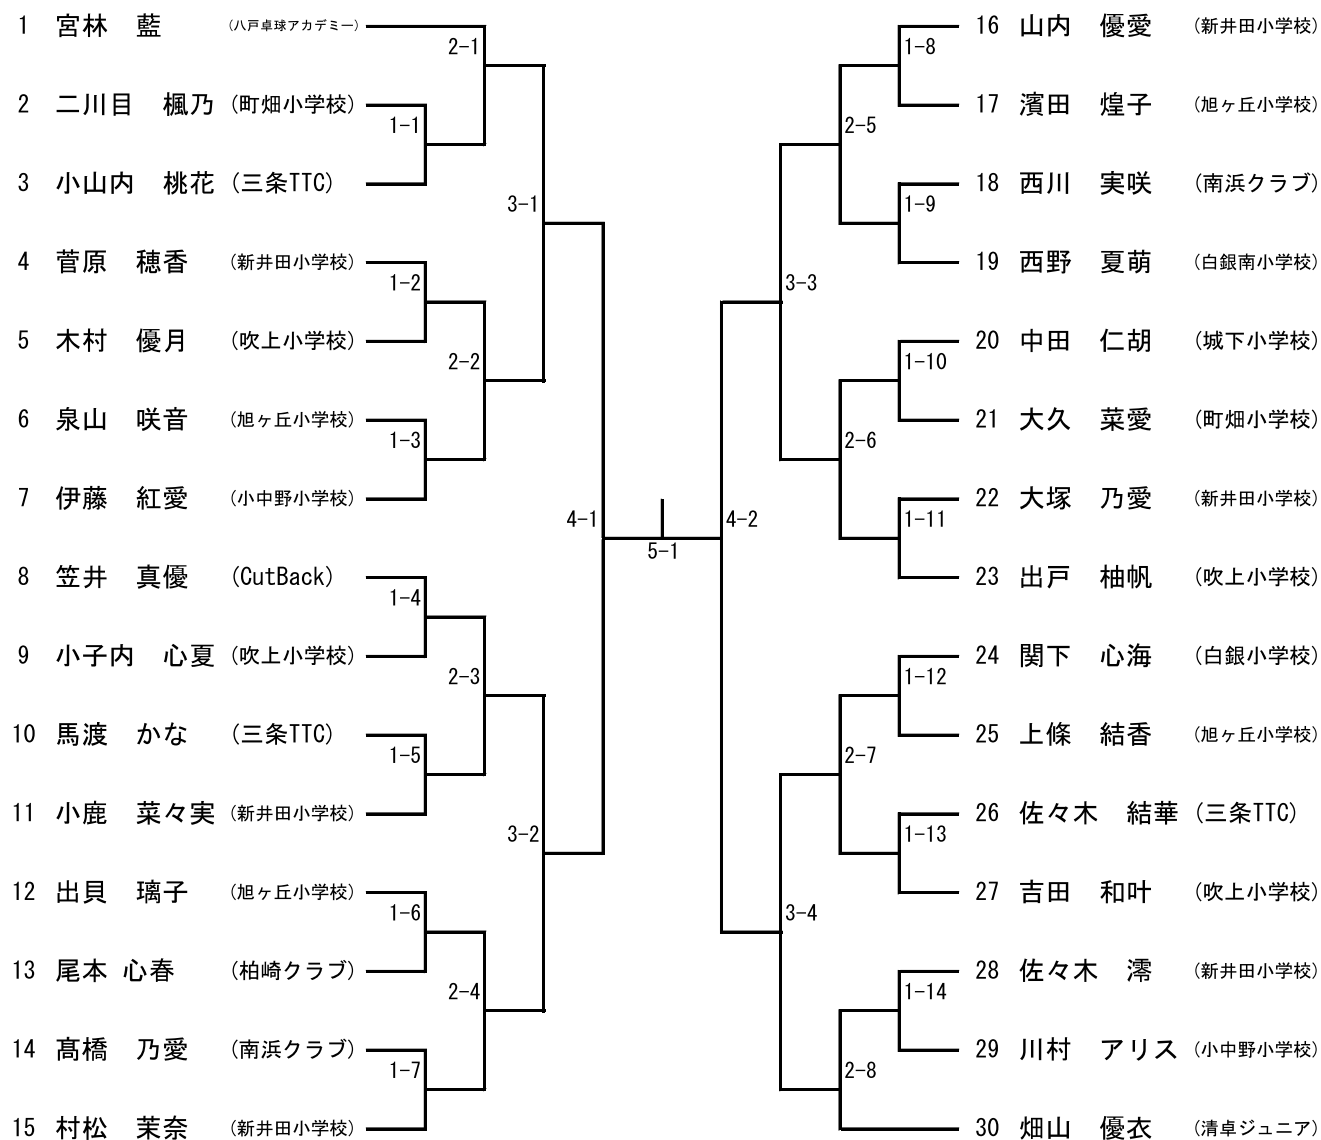 1 宮林 藍 (八戸卓球アカデミー)
2-1
2 二川目 楓乃 (町畑小学校)
1-1
3 小山内 桃花 (三条TTC)
3-1
4 菅原 穂香 (新井田小学校)
1-2
5 木村 優月 (吹上小学校)
2-2
6 泉山 咲音 (旭ヶ丘小学校)
1-3
7 伊藤 紅愛 (小中野小学校)
4-1
8 笠井 真優 (CutBack)
1-4
9 小子内 心夏 (吹上小学校)
2-3
10 馬渡 かな (三条TTC)
1-5
11 小鹿 菜々実 (新井田小学校)
3-2
12 出貝 璃子 (旭ヶ丘小学校)
1-6
13 尾本 心春 (柏崎クラブ)
2-4
14 髙橋 乃愛 (南浜クラブ)
1-7
15 村松 茉奈 (新井田小学校)
5-1
16 山内 優愛 (新井田小学校)
1-8
17 濱田 煌子 (旭ヶ丘小学校)
2-5
18 西川 実咲 (南浜クラブ)
1-9
19 西野 夏萌 (白銀南小学校)
3-3
20 中田 仁胡 (城下小学校)
1-10
21 大久 菜愛 (町畑小学校)
2-6
22 大塚 乃愛 (新井田小学校)
1-11
4-2
23 出戸 柚帆 (吹上小学校)
24 関下 心海 (白銀小学校)
1-12
25 上條 結香 (旭ヶ丘小学校)
2-7
26 佐々木 結華 (三条TTC)
1-13
27 吉田 和叶 (吹上小学校)
3-4
28 佐々木 澪 (新井田小学校)
1-14
29 川村 アリス (小中野小学校)
2-8
30 畑山 優衣 (清卓ジュニア)